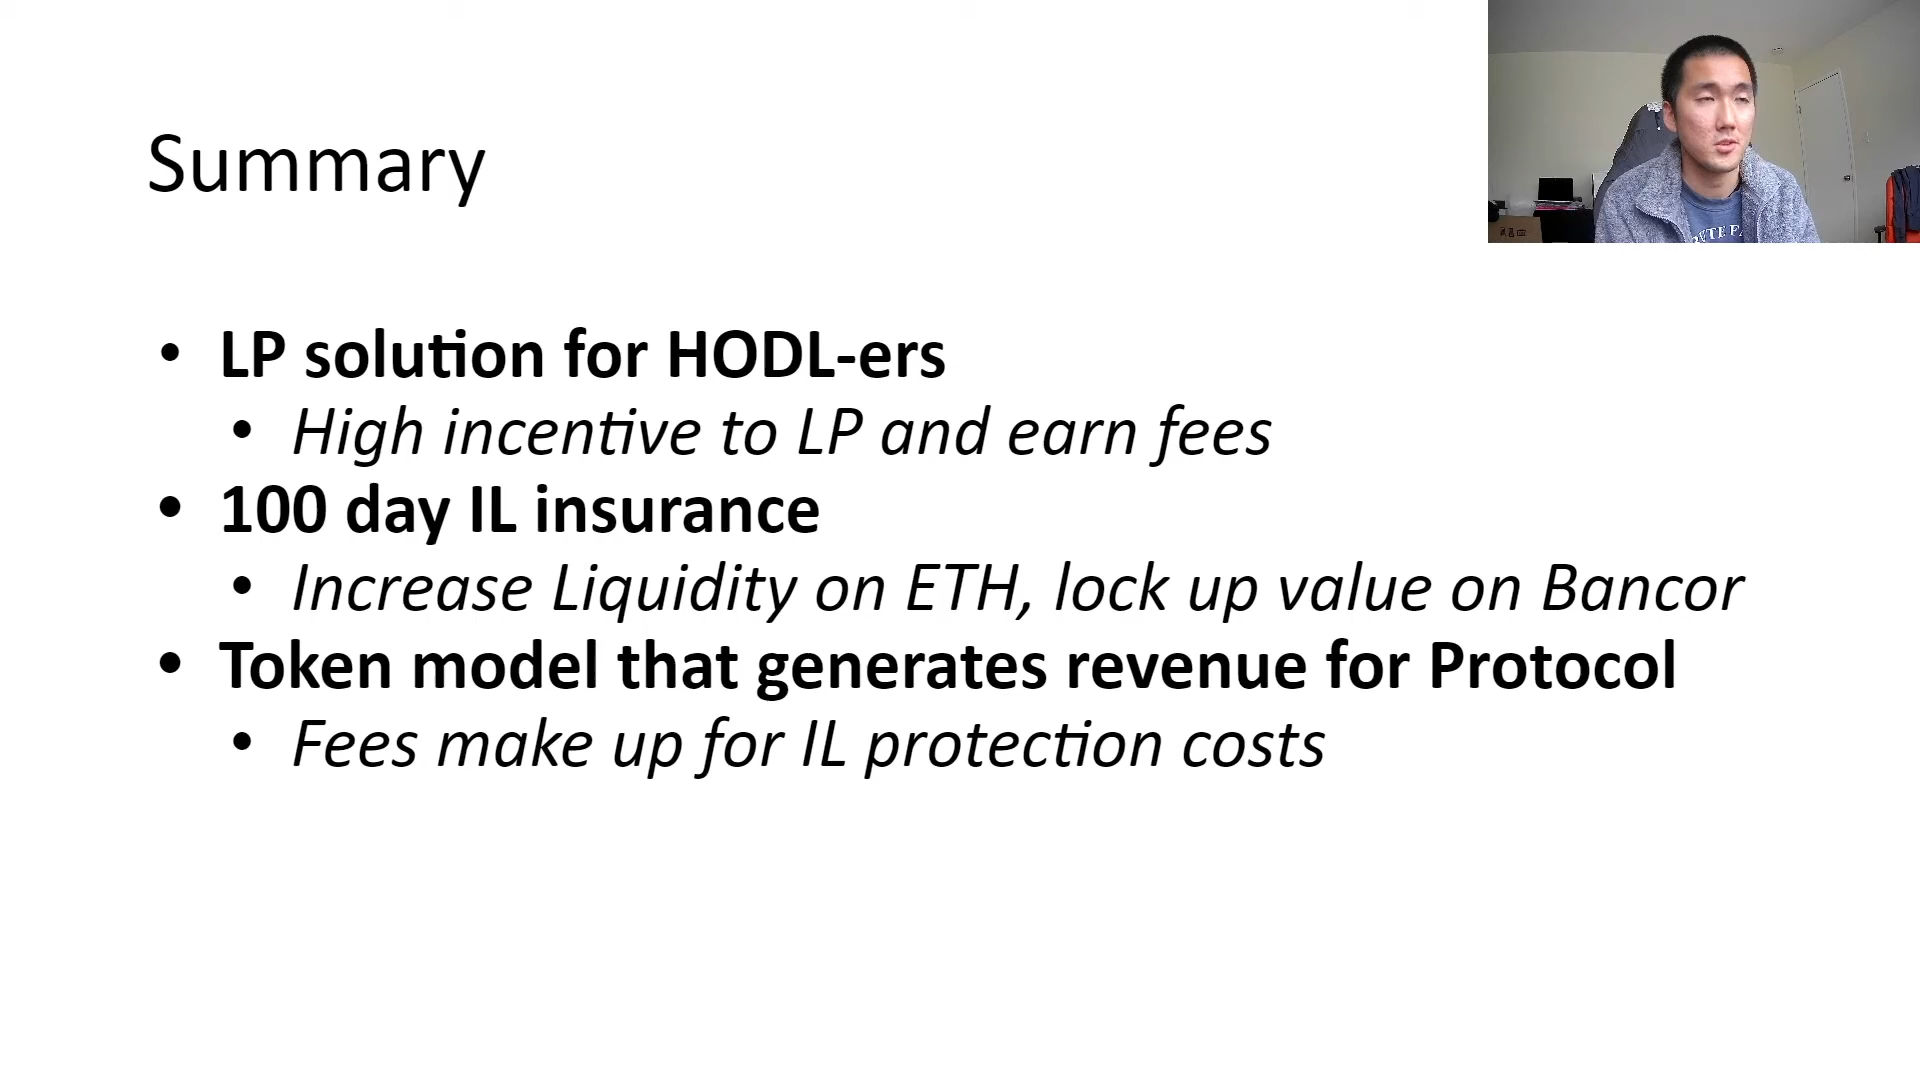 Summary
• LP solution for HODL-ers
• High incentive to LP and earn fees
• 100 day IL insurance
• Increase Liquidity on ETH, lock up value on Bancor
• Token model that generates revenue for Protocol
• Fees make up for IL protection costs